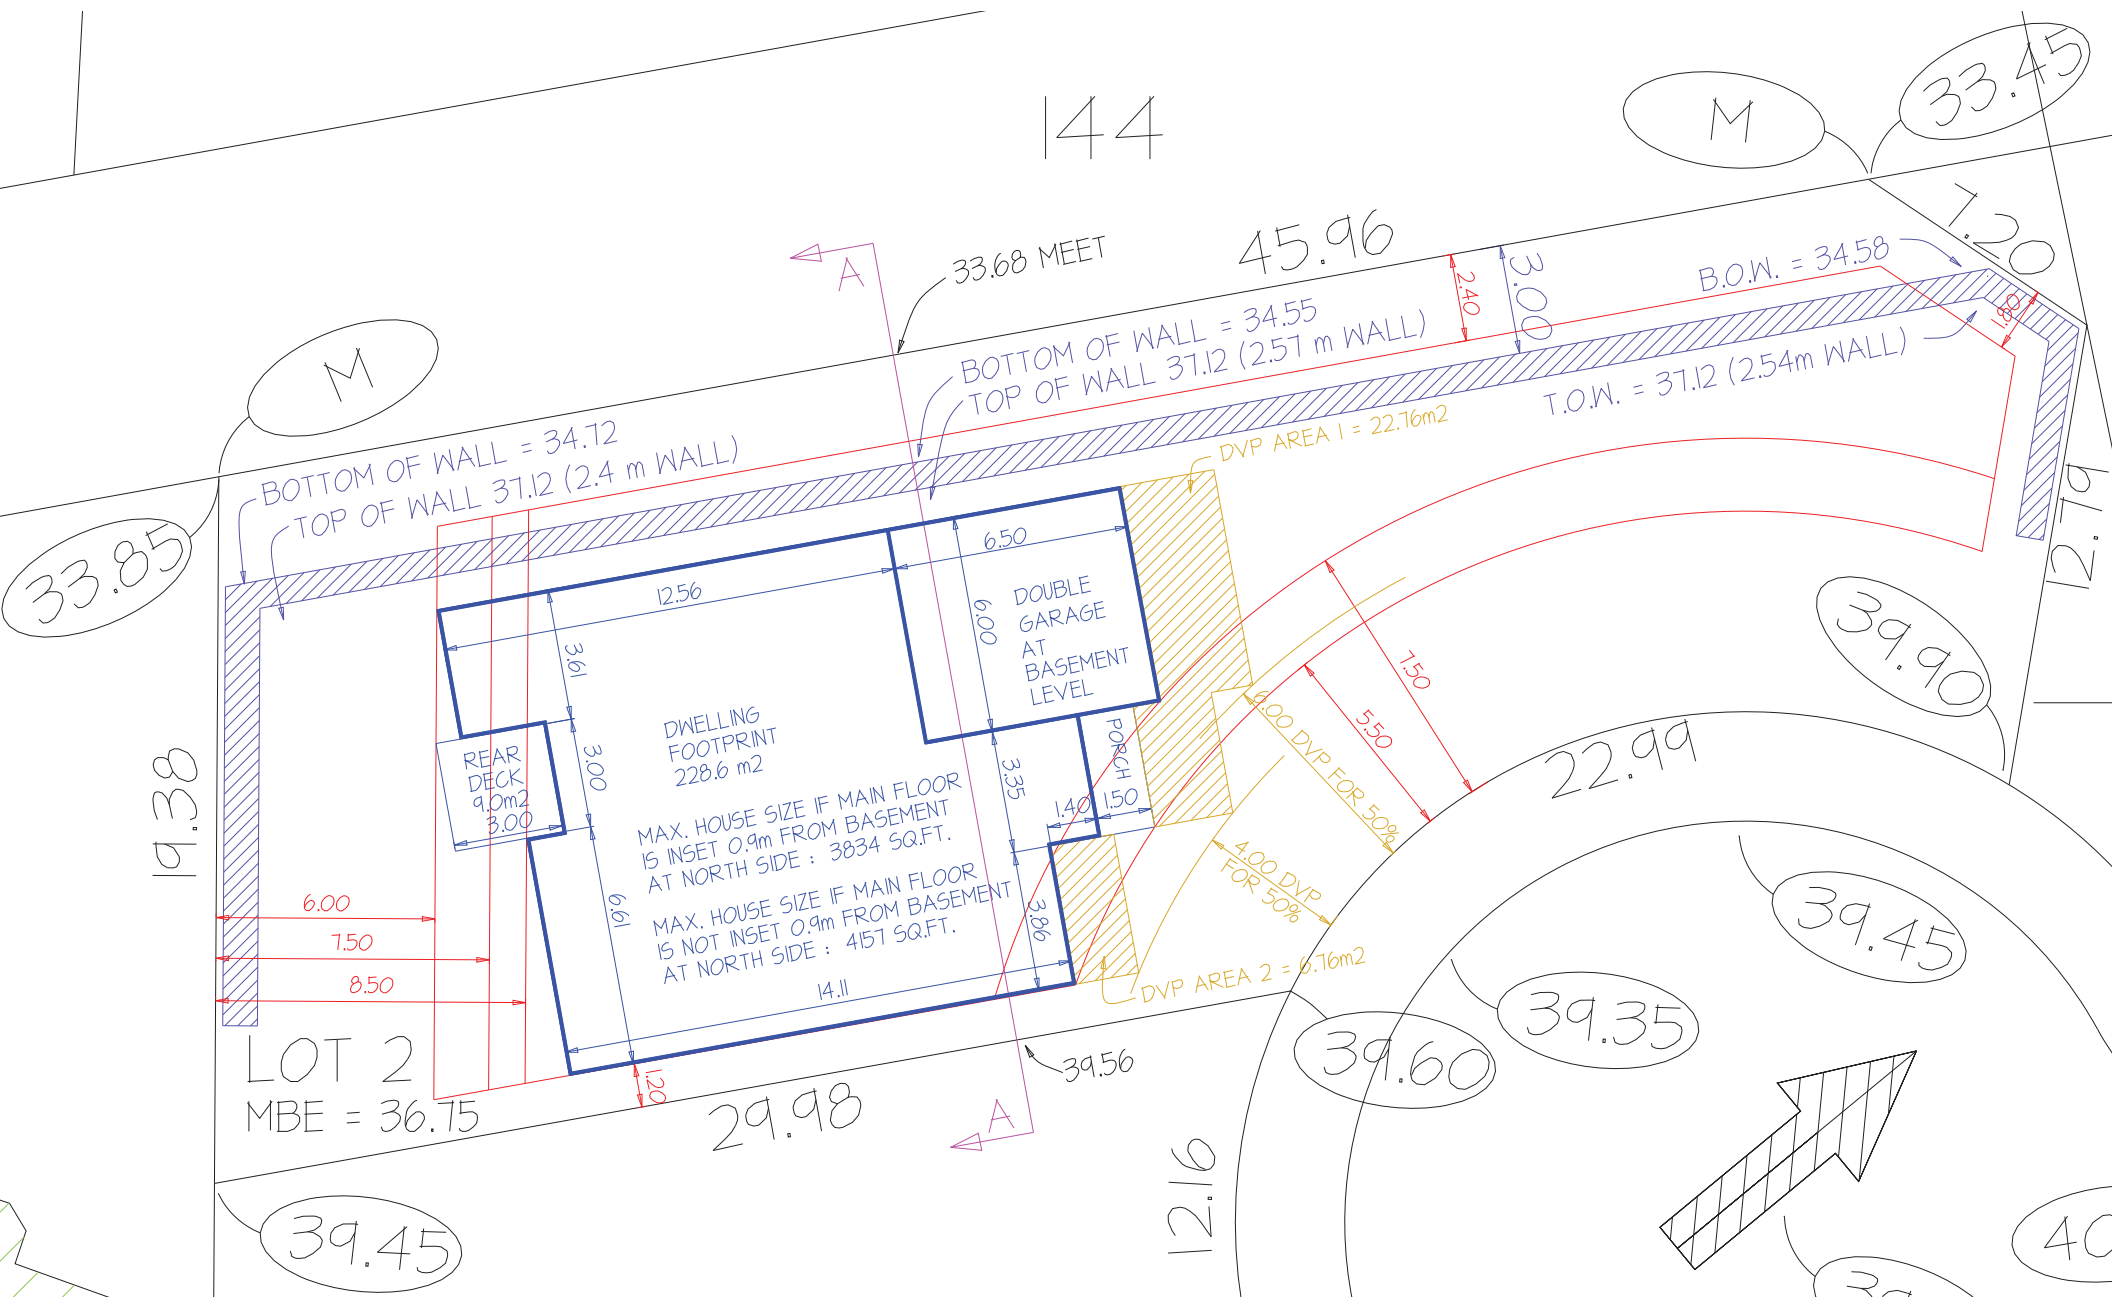 144
M
33.45
7.20
A
33.68 MEET
45.96
2.40
3.00
B.O.W. = 34.58
1.80
M
BOTTOM OF WALL = 34.55
TOP OF WALL 37.12 (2.57 m WALL)
T.O.W. = 37.12 (2.54m WALL)
BOTTOM OF WALL = 34.72
TOP OF WALL 37.12 (2.4 m WALL)
DVP AREA 1 = 22.76m2
33.85
12.56
6.50
6.00
DOUBLE
GARAGE
AT
BASEMENT
LEVEL
3.61
39.90
7.50
5.50
6.00 DVP FOR 50%
DWELLING
FOOTPRINT
228.6 m2
PORCH
REAR
DECK
9.0m2
3.00
3.00
3.35
1.40
1.50
22.99
19.38
MAX. HOUSE SIZE IF MAIN FLOOR
IS INSET 0.9m FROM BASEMENT
AT NORTH SIDE : 3834 SQ.FT.
MAX. HOUSE SIZE IF MAIN FLOOR
IS NOT INSET 0.9m FROM BASEMENT
AT NORTH SIDE : 4157 SQ.FT.
6.61
3.86
4.00 DVP
FOR 50%
39.45
6.00
7.50
8.50
14.11
DVP AREA 2 = 6.76m2
39.35
LOT 2
MBE = 36.75
1.20
39.56
39.60
29.98
A
12.16
39.45